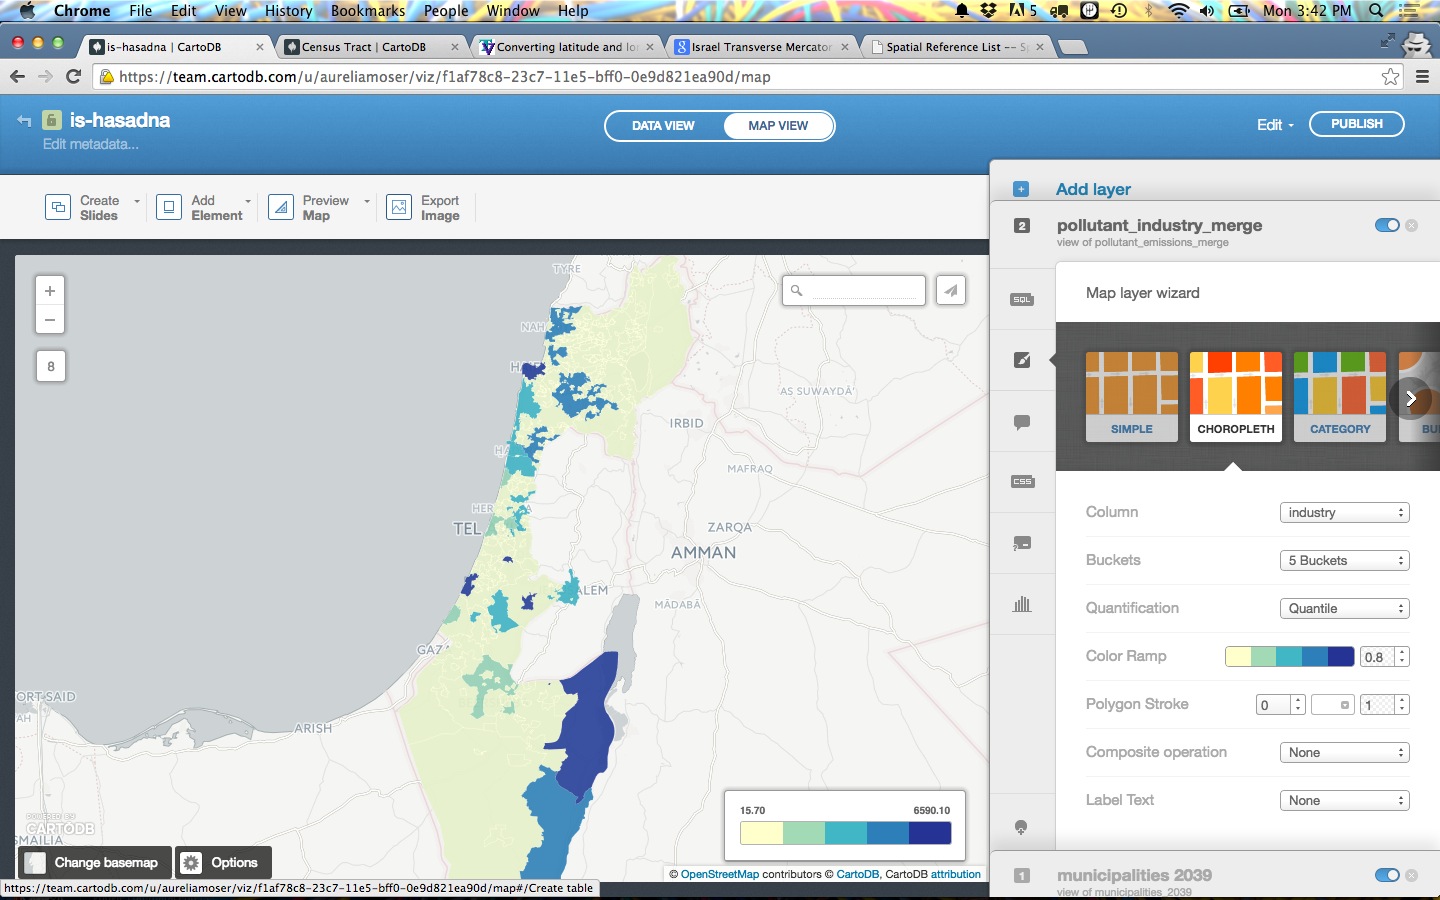 Chrome File Edit View History Bookmarks People Window Help
5 Mon 3:42 PM
is-hasadna | CartoDB
Census Tract | CartoDB
Converting latitude and lon
Israel Transverse Mercator
Spatial Reference List -- S
https://team.cartodb.com/u/aureliamoser/viz/f1af78c8-23c7-11e5-bff0-0e9d821ea90d/map
is-hasadna
Edit metadata...
DATA VIEW
MAP VIEW
Edit
PUBLISH
Create
Slides
Add
Element
Preview
Map
Export
Image
Add layer
2
pollutant_industry_merge
view of pollutant_emissions_merge
SQL
CSS
Map layer wizard
SIMPLE
CHOROPLETH
CATEGORY
BU
Column
industry
Buckets
5 Buckets
Quantification
Quantile
Color Ramp
0.8
Polygon Stroke
0
1
Composite operation
None
Label Text
None
1
municipalities 2039
view of municipalities_2039
+
−
8
TYRE
NAH
H
AS SUWAYDĀ'
IRBID
HA
MAFRAQ
HER
A
TEL
ZARQA
AMMAN
ALEM
MĀDABĀ
GAZ
ORT SAID
AH
ARISH
SMAILIA
POWERED BY
CARTODB
15.70
6590.10
Change basemap
Options
© OpenStreetMap contributors © CartoDB, CartoDB attribution
https://team.cartodb.com/u/aureliamoser/viz/f1af78c8-23c7-11e5-bff0-0e9d821ea90d/map#/Create table